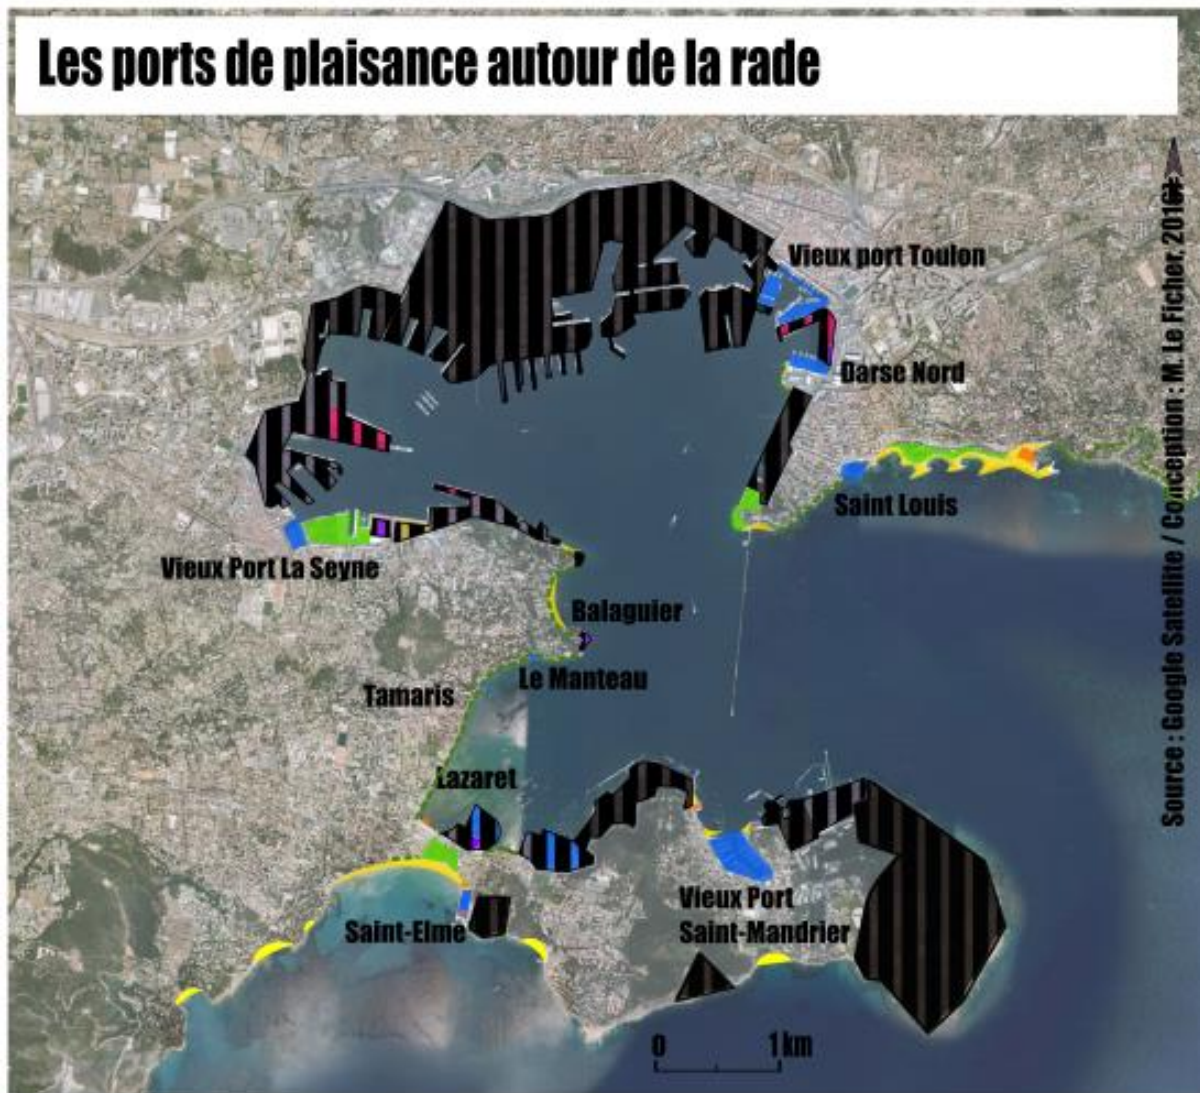 Les ports de plaisance autour de la rade
Vieux port Toulon
Darse Nord
Saint Louis
Vieux Port La Seyne
Balaguier
Le Manteau
Tamaris
Lazaret
Vieux Port
Saint-Mandrier
Saint-Elme
0 1 km
Source : Google Satellite / Conception : M. Le Ficher, 2016